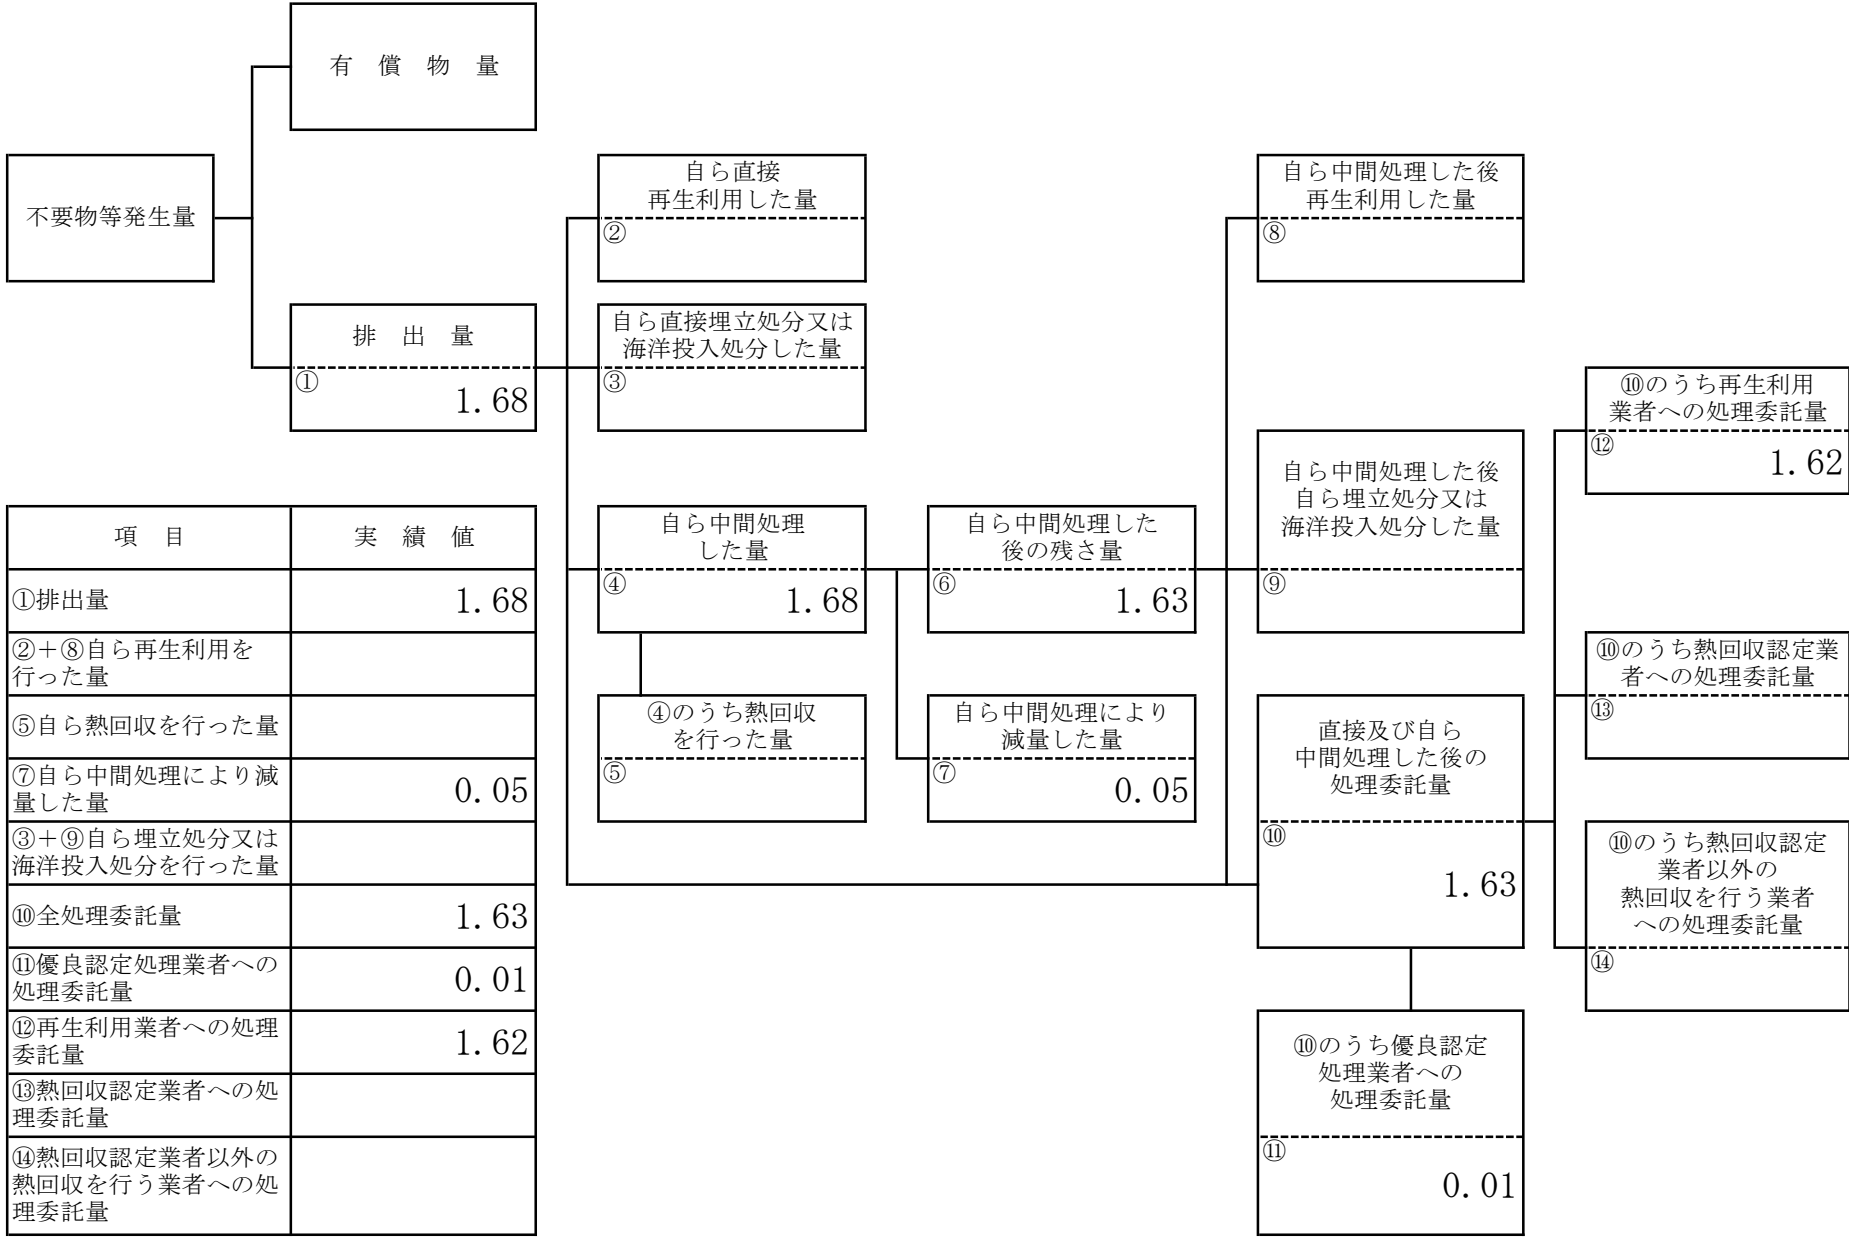 有 償 物 量
不要物等発生量
排 出 量
①
1.68
自ら直接
再生利用した量
②
自ら直接埋立処分又は
海洋投入処分した量
③
自ら中間処理
した量
④
1.68
④のうち熱回収
を行った量
⑤
自ら中間処理した
後の残さ量
⑥
1.63
自ら中間処理により
減量した量
⑦
0.05
自ら中間処理した後
再生利用した量
⑧
自ら中間処理した後
自ら埋立処分又は
海洋投入処分した量
⑨
直接及び自ら
中間処理した後の
処理委託量
⑩
1.63
⑩のうち優良認定
処理業者への
処理委託量
⑪
0.01
⑩のうち再生利用
業者への処理委託量
⑫
1.62
⑩のうち熱回収認定業
者への処理委託量
⑬
⑩のうち熱回収認定
業者以外の
熱回収を行う業者
への処理委託量
⑭
項 目 実 績 値
①排出量 1.68
②＋⑧自ら再生利用を
行った量
⑤自ら熱回収を行った量
⑦自ら中間処理により減
量した量 0.05
③＋⑨自ら埋立処分又は
海洋投入処分を行った量
⑩全処理委託量 1.63
⑪優良認定処理業者への
処理委託量 0.01
⑫再生利用業者への処理
委託量 1.62
⑬熱回収認定業者への処
理委託量
⑭熱回収認定業者以外の
熱回収を行う業者への処
理委託量